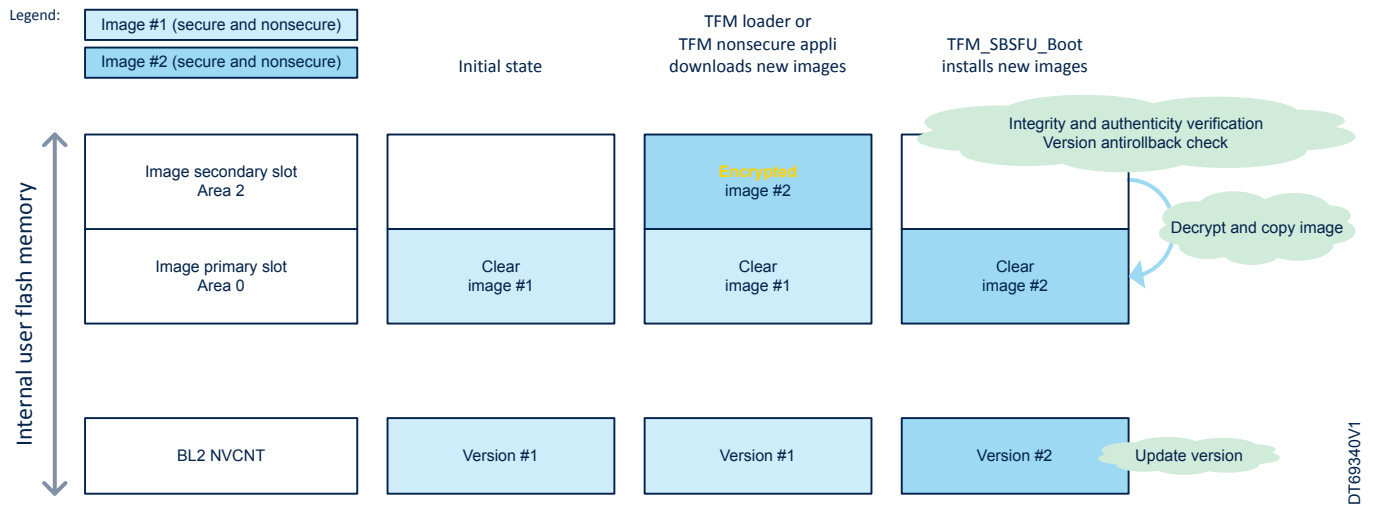 Legend:
Image #1 (secure and nonsecure)
Image #2 (secure and nonsecure)
Initial state
TFM loader or
TFM nonsecure appli
downloads new images
TFM_SBSFU_Boot
installs new images
Integrity and authenticity verification
Version antirollback check
Internal user flash memory
Image secondary slot
Area 2
Encrypted
image #2
Decrypt and copy image
Image primary slot
Area 0
Clear
image #1
Clear
image #1
Clear
image #2
BL2 NVCNT
Version #1
Version #1
Version #2
Update version
DT69340V1